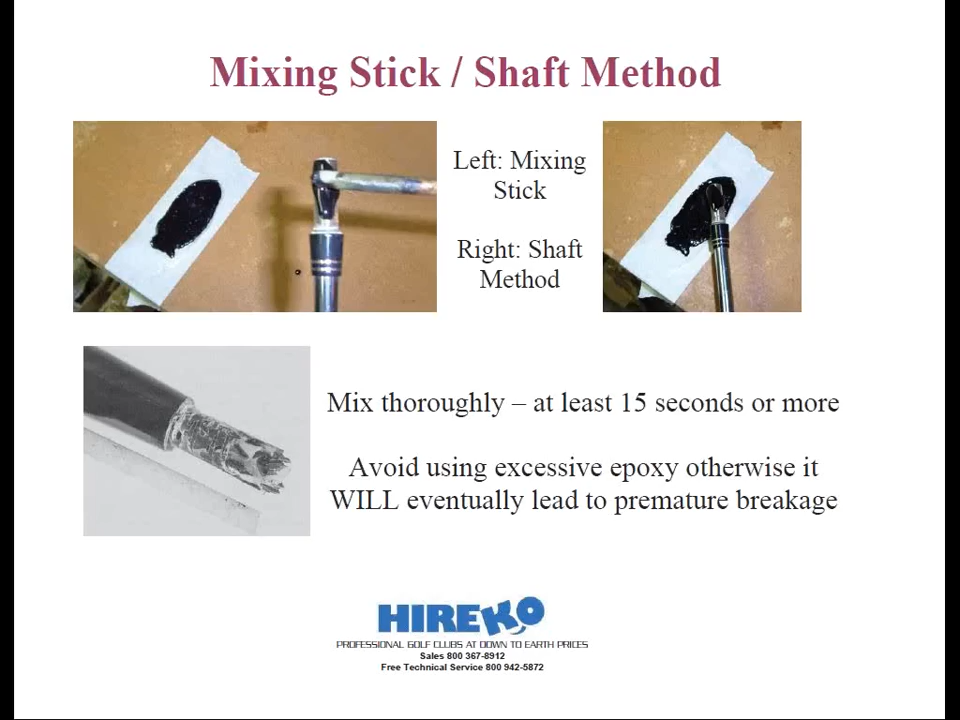 Mixing Stick / Shaft Method
Left: Mixing
Stick
Right: Shaft
Method
Mix thoroughly – at least 15 seconds or more
Avoid using excessive epoxy otherwise it
WILL eventually lead to premature breakage
HIREKO
PROFESSIONAL GOLF CLUBS AT DOWN TO EARTH PRICES
Sales 800 367-8912
Free Technical Service 800 942-5872